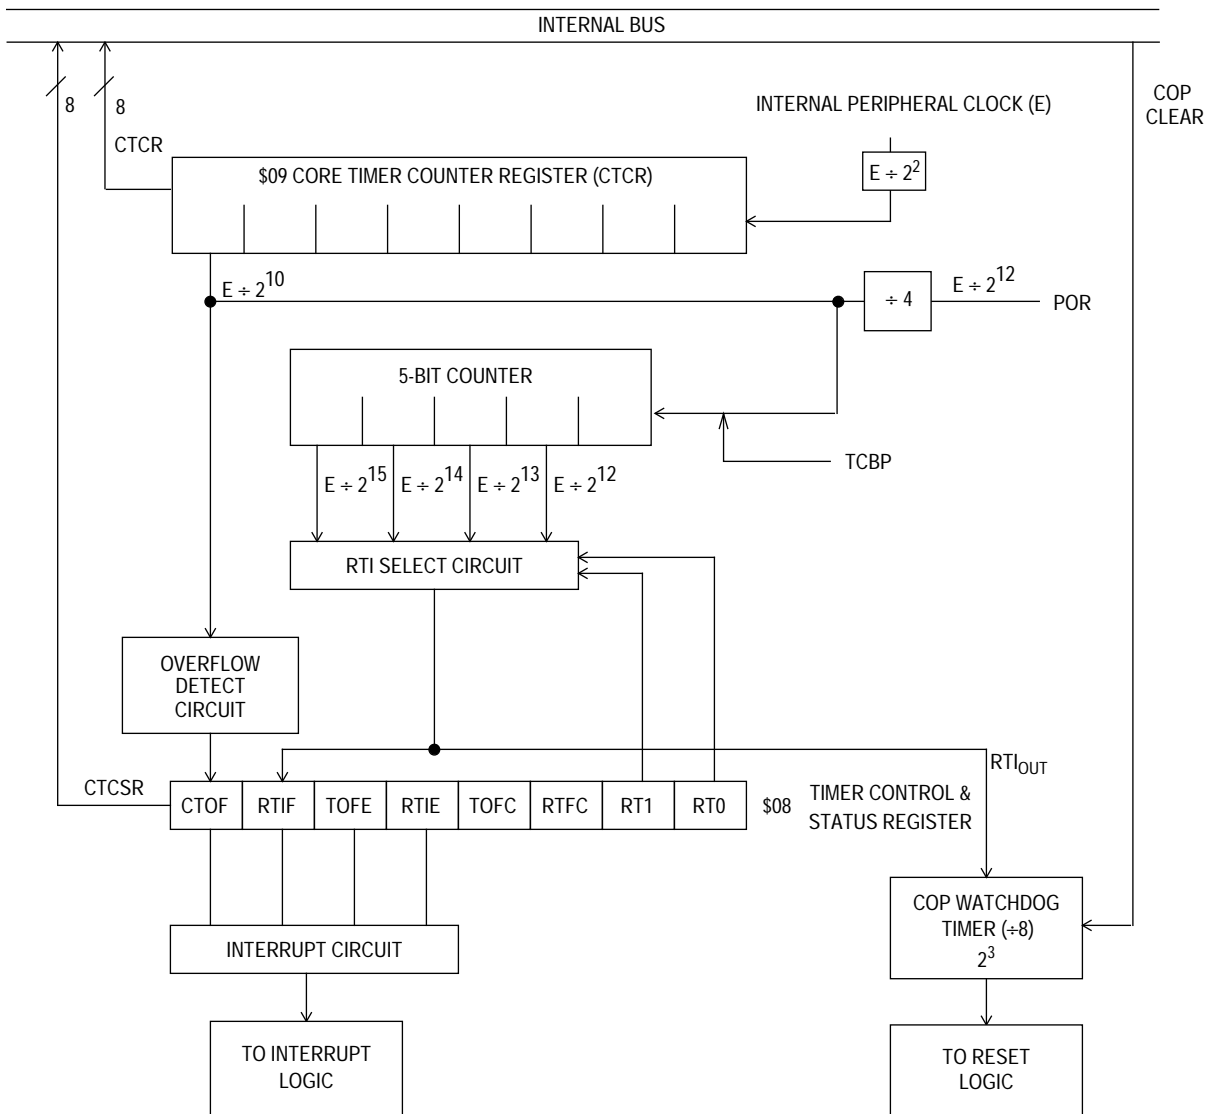 INTERNAL BUS
8
8
CTCR
INTERNAL PERIPHERAL CLOCK (E)
COP
CLEAR
E ÷ 2²
$09 CORE TIMER COUNTER REGISTER (CTCR)
E ÷ 2¹⁰
÷ 4
E ÷ 2¹²
POR
5-BIT COUNTER
TCBP
E ÷ 2¹⁵
E ÷ 2¹⁴
E ÷ 2¹³
E ÷ 2¹²
RTI SELECT CIRCUIT
OVERFLOW
DETECT
CIRCUIT
RTI_OUT
CTCSR
CTOF
RTIF
TOFE
RTIE
TOFC
RTFC
RT1
RT0
$08
TIMER CONTROL &
STATUS REGISTER
COP WATCHDOG
TIMER (÷8)
2³
INTERRUPT CIRCUIT
TO INTERRUPT
LOGIC
TO RESET
LOGIC